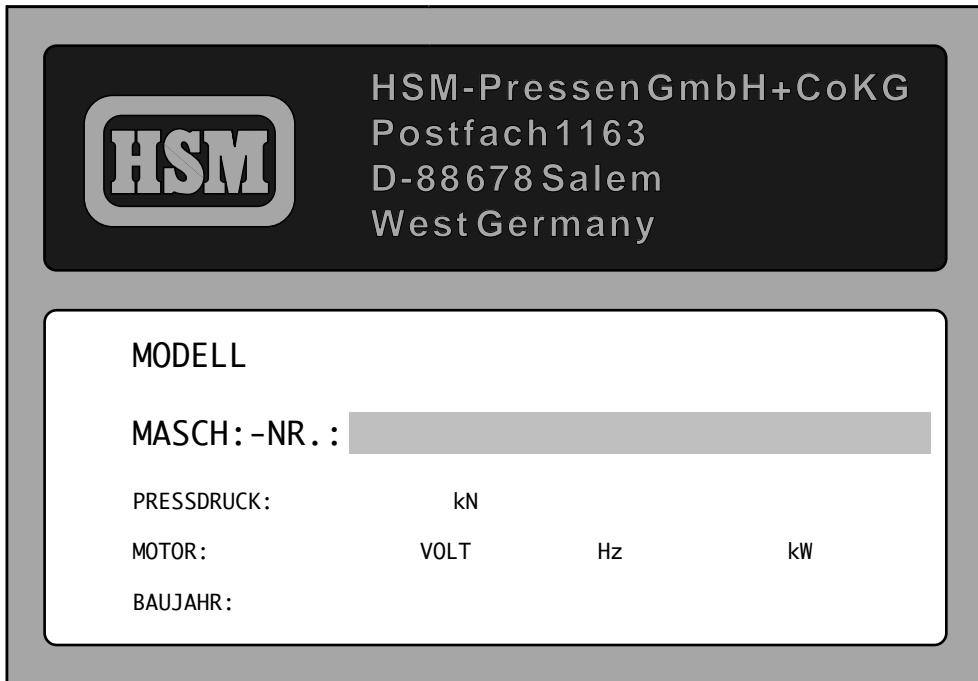 HSM
HSM-Pressen GmbH+CoKG
Postfach 1163
D-88678 Salem
West Germany
MODELL
MASCH:-NR.:
PRESSDRUCK: kN
MOTOR: VOLT Hz kW
BAUJAHR: